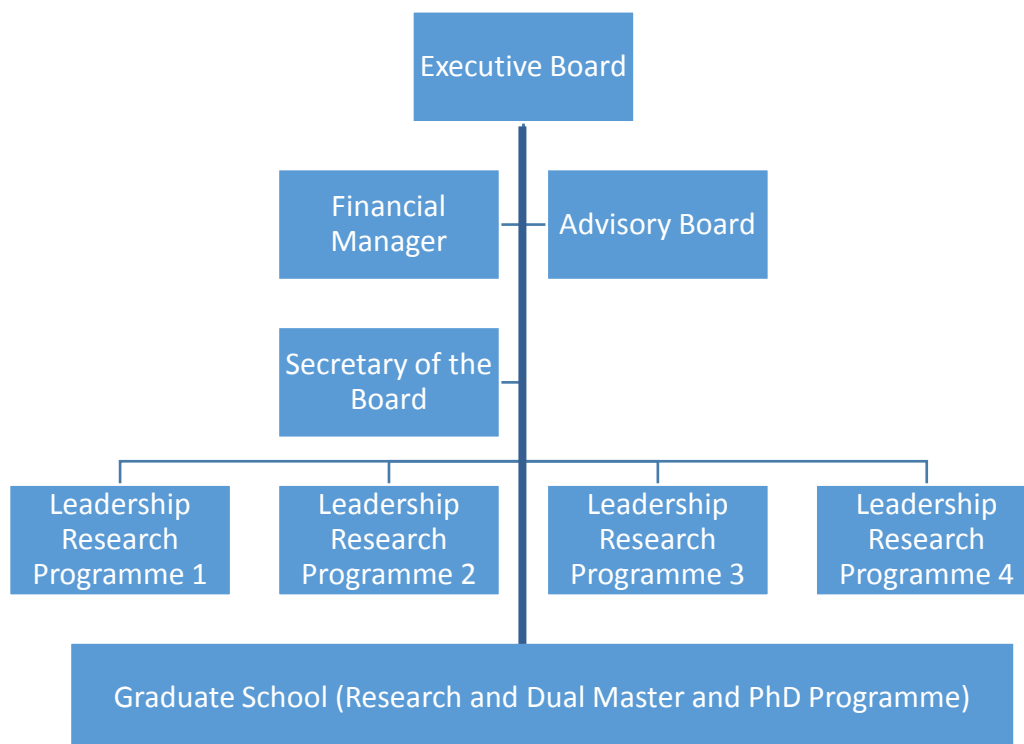 Executive Board
Financial
Manager
Advisory Board
Secretary of the
Board
Leadership
Research
Programme 1
Leadership
Research
Programme 2
Leadership
Research
Programme 3
Leadership
Research
Programme 4
Graduate School (Research and Dual Master and PhD Programme)